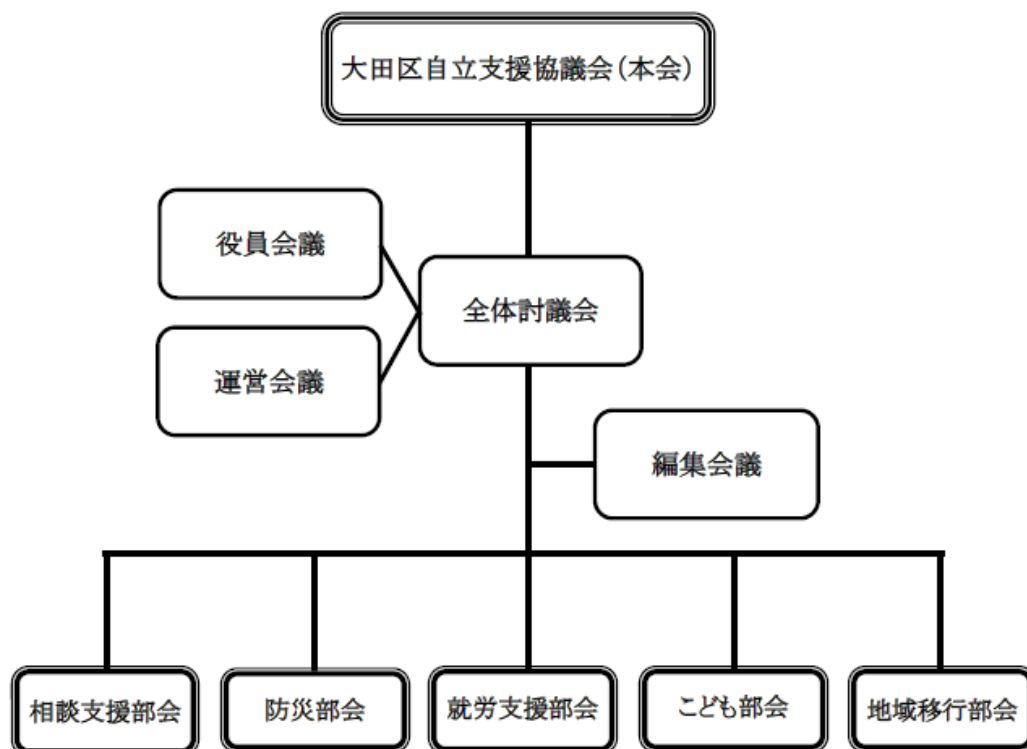 大田区自立支援協議会（本会）
役員会議
全体討議会
運営会議
編集会議
相談支援部会
防災部会
就労支援部会
こども部会
地域移行部会